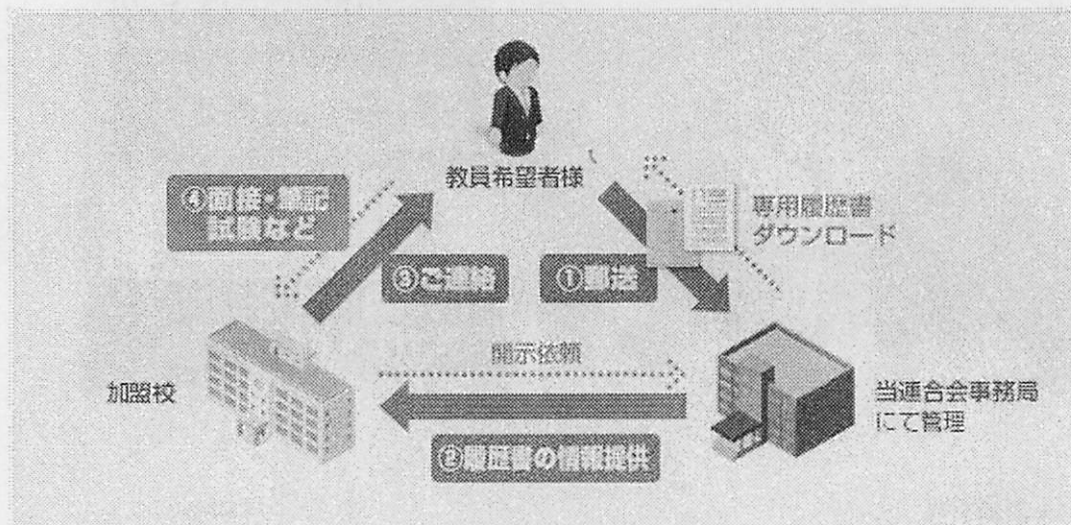 教員希望者様
④面接・筆記
試験など
専用履歴書
ダウンロード
③ご連絡
①郵送
開示依頼
加盟校
当連合会事務局
にて管理
②履歴書の情報提供